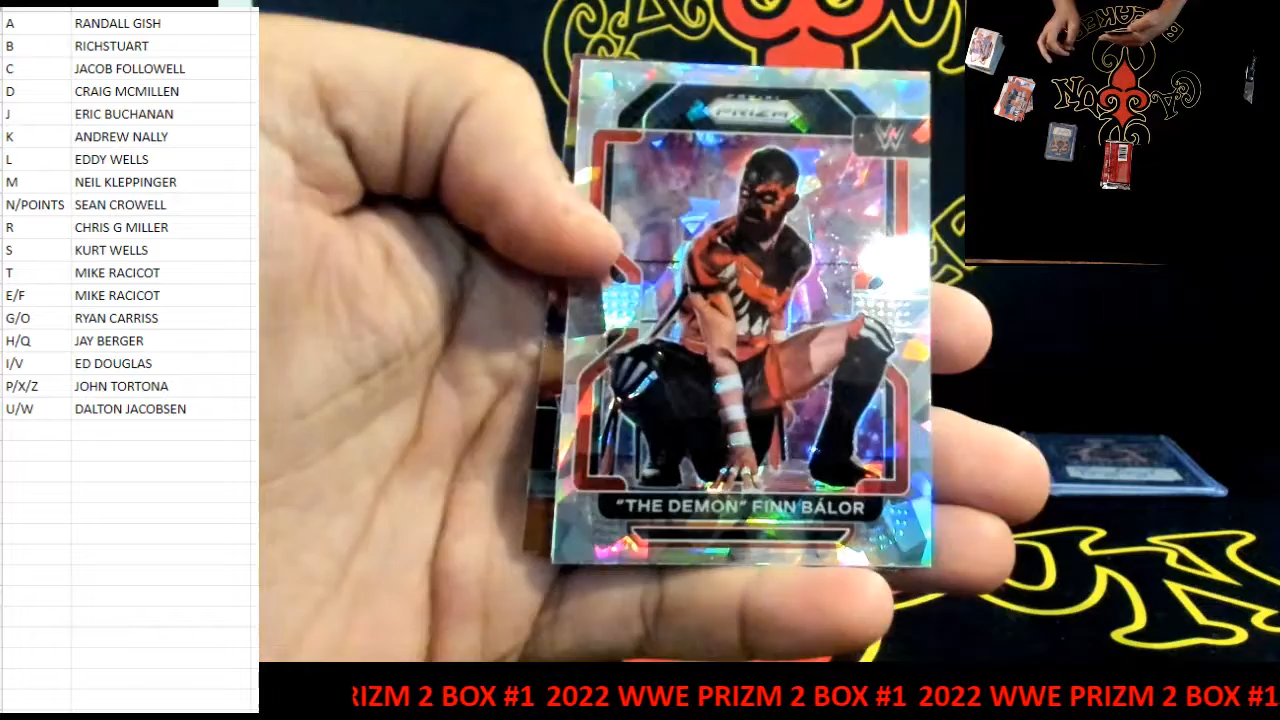 A RANDALL GISH
B RICHSTUART
C JACOB FOLLOWELL
D CRAIG MCMILLEN
J ERIC BUCHANAN
K ANDREW NALLY
L EDDY WELLS
M NEIL KLEPPINGER
N/POINTS SEAN CROWELL
R CHRIS G MILLER
S KURT WELLS
T MIKE RACICOT
E/F MIKE RACICOT
G/O RYAN CARRISS
H/Q JAY BERGER
I/V ED DOUGLAS
P/X/Z JOHN TORTONA
U/W DALTON JACOBSEN
PRIZM
W
"THE DEMON" FINN BÁLOR
RIZM 2 BOX #1 2022 WWE PRIZM 2 BOX #1 2022 WWE PRIZM 2 BOX #1